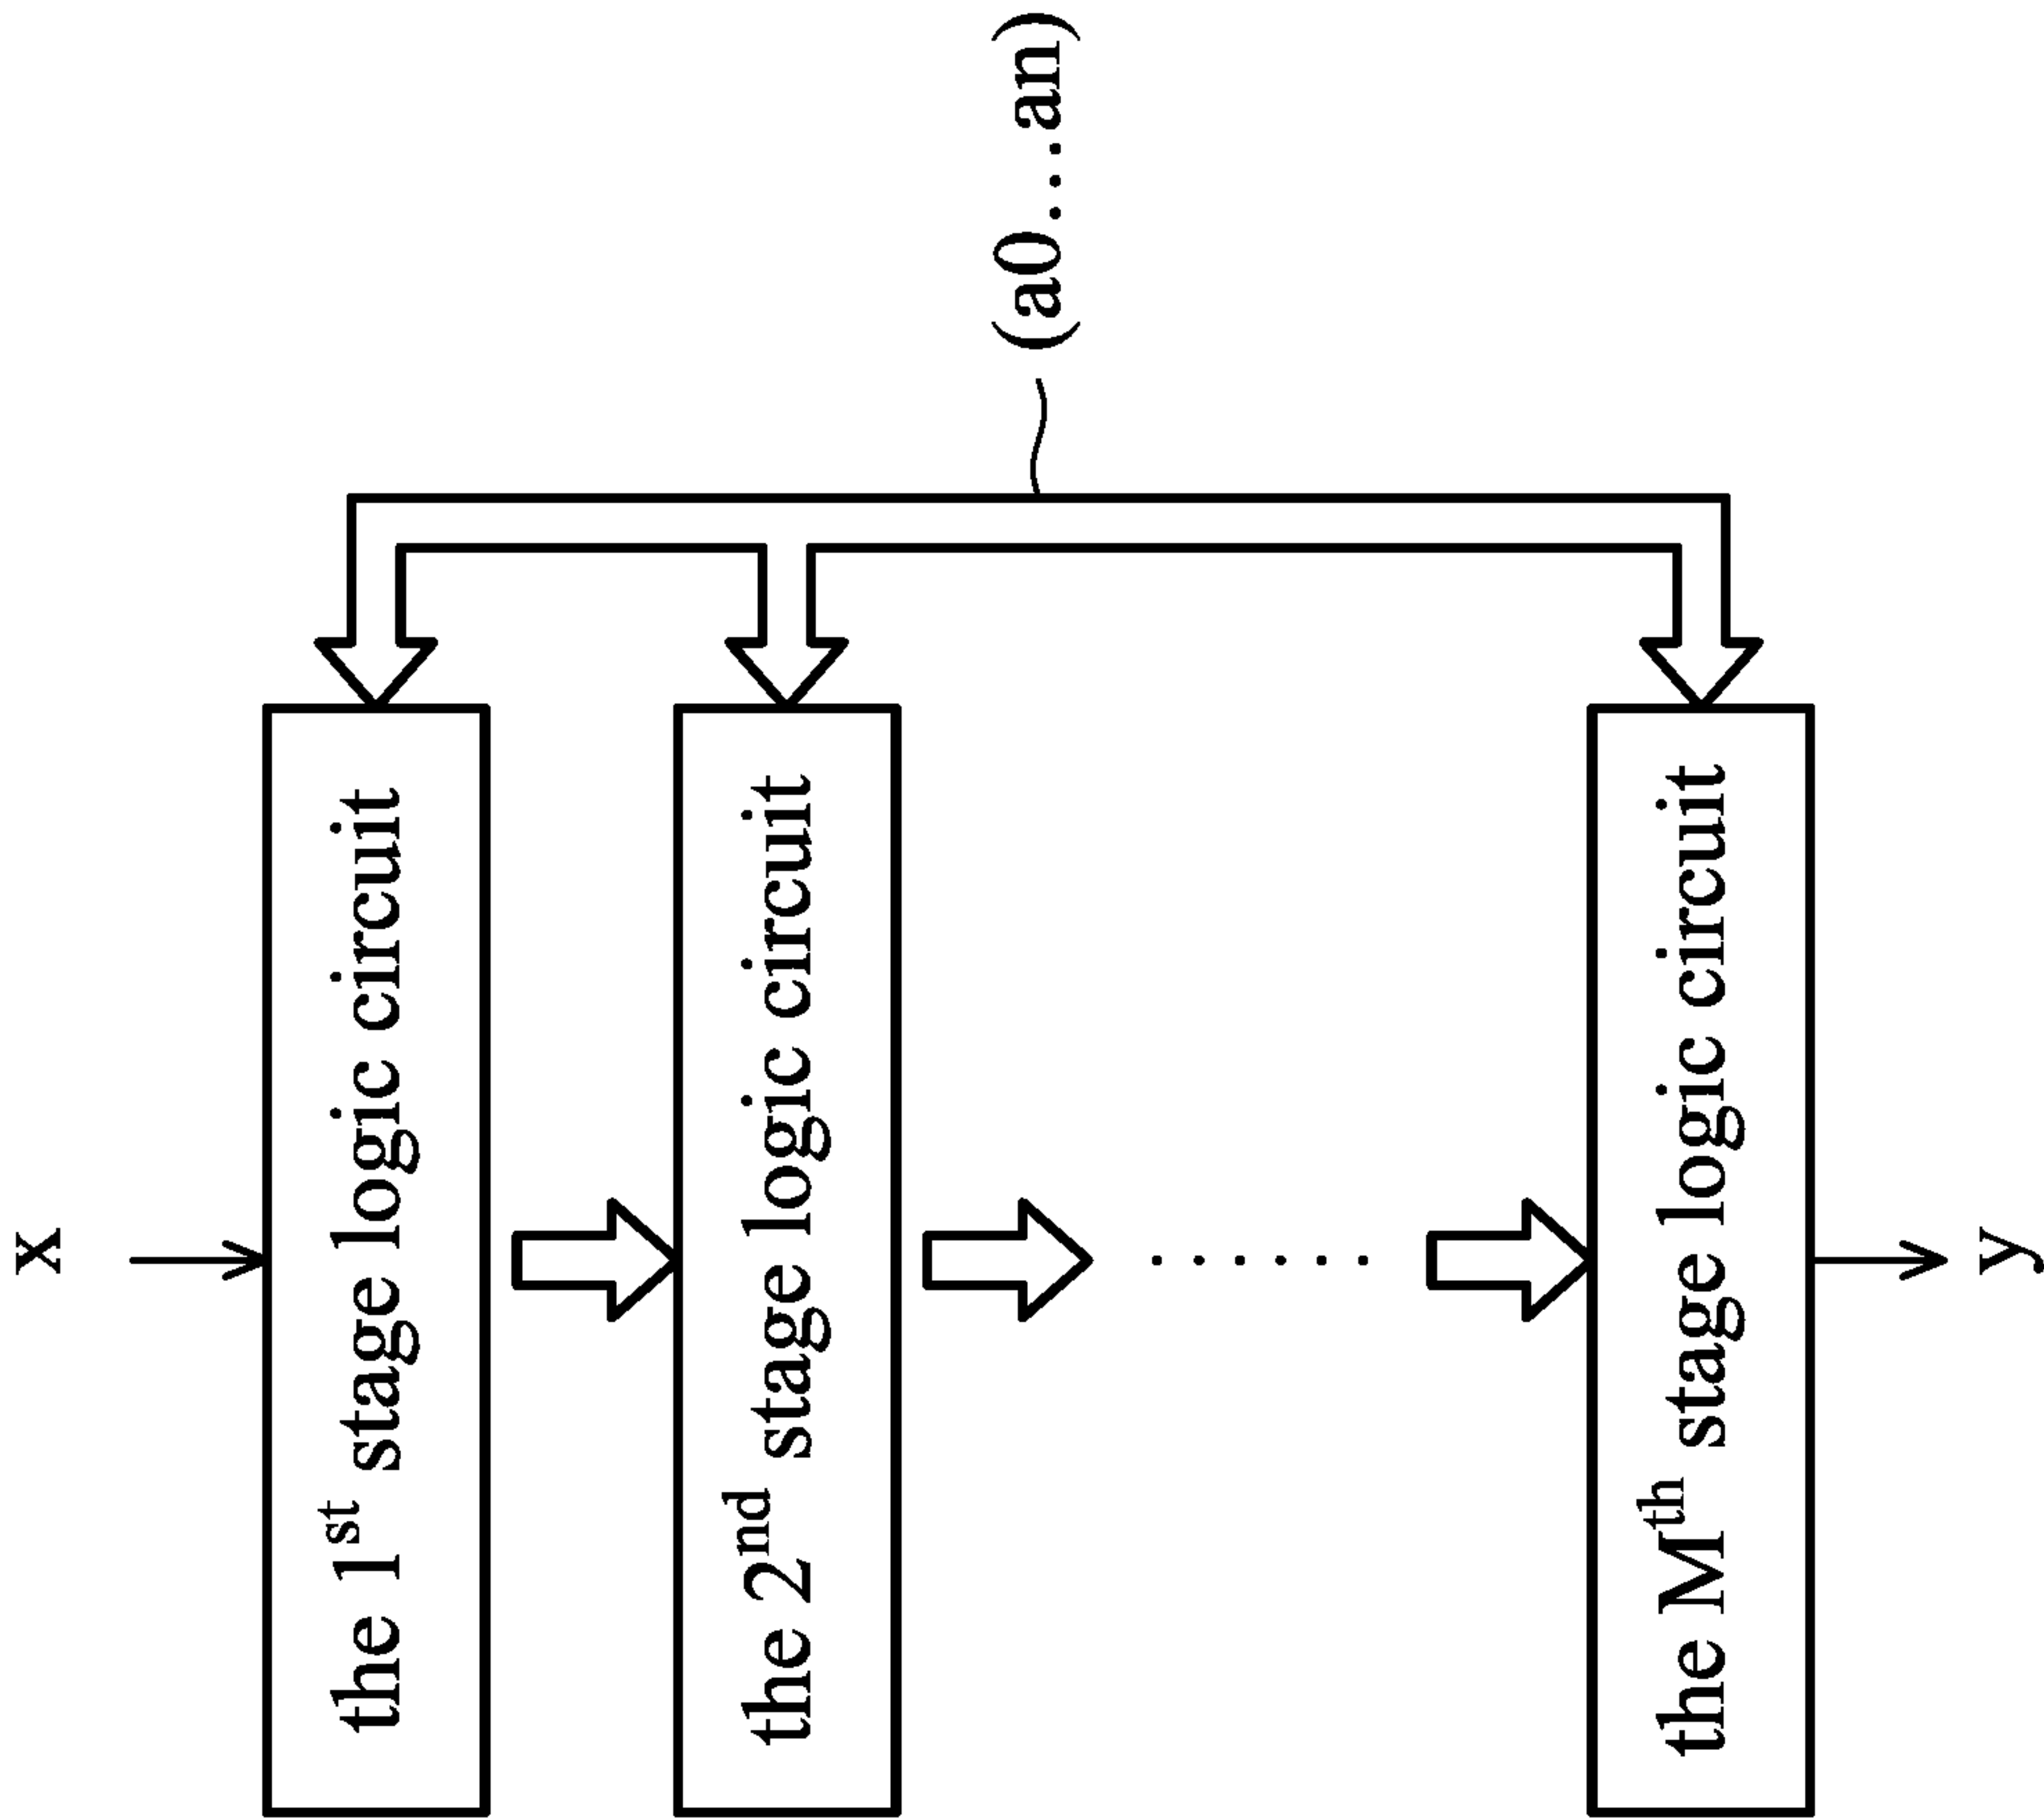 x
the 1st stage logic circuit
the 2nd stage logic circuit
......
the Mth stage logic circuit
y
(a0...an)